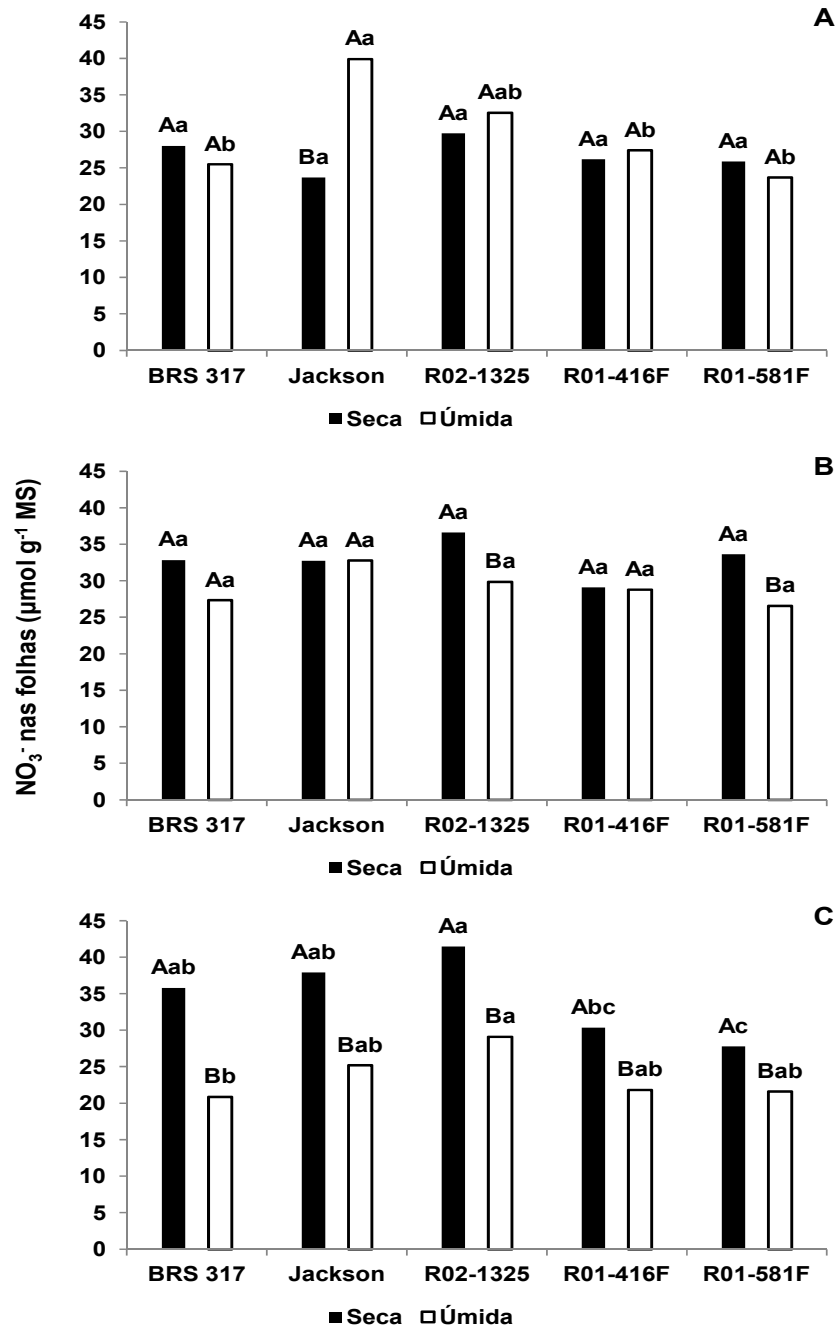 A
45
40
35
30
25
20
15
10
5
0
Aa Ab Ba Aa Aa Aab Aa Ab Aa Ab
BRS 317 Jackson R02-1325 R01-416F R01-581F
Seca Úmida
NO₃⁻ nas folhas (µmol g⁻¹ MS)
B
45
40
35
30
25
20
15
10
5
0
Aa Aa Aa Aa Aa Ba Aa Aa Aa Ba
BRS 317 Jackson R02-1325 R01-416F R01-581F
Seca Úmida
C
45
40
35
30
25
20
15
10
5
0
Aab Bb Aab Bab Aa Ba Abc Bab Ac Bab
BRS 317 Jackson R02-1325 R01-416F R01-581F
Seca Úmida